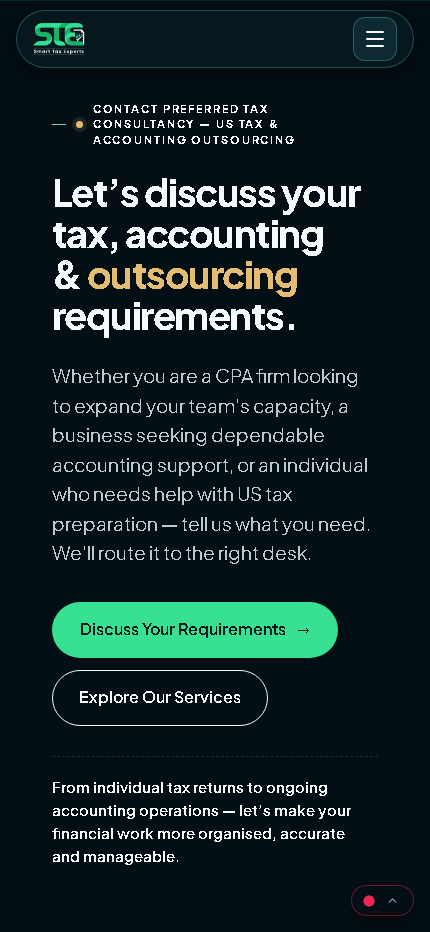 STE
Smart Tax Experts
CONTACT PREFERRED TAX
CONSULTANCY — US TAX &
ACCOUNTING OUTSOURCING
Let’s discuss your
tax, accounting
& outsourcing
requirements.
Whether you are a CPA firm looking
to expand your team’s capacity, a
business seeking dependable
accounting support, or an individual
who needs help with US tax
preparation — tell us what you need.
We’ll route it to the right desk.
Discuss Your Requirements →
Explore Our Services
From individual tax returns to ongoing
accounting operations — let’s make your
financial work more organised, accurate
and manageable.